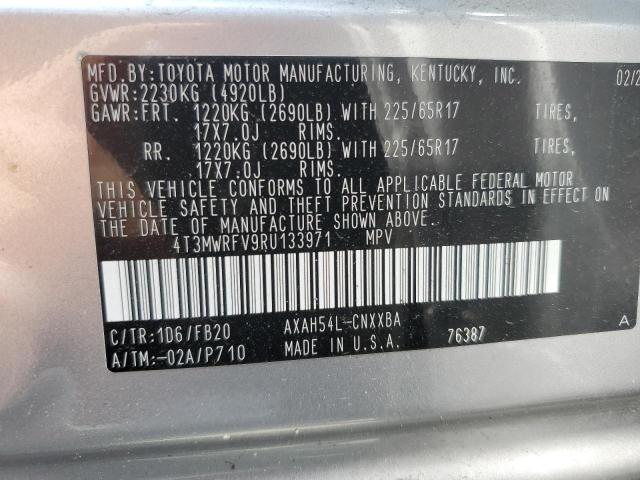 MFD.BY:TOYOTA MOTOR MANUFACTURING, KENTUCKY, INC. 02/2
GVWR:2230KG (4920LB)
GAWR:FRT. 1220KG (2690LB) WITH 225/65R17 TIRES,
17X7.0J RIMS.
RR. 1220KG (2690LB) WITH 225/65R17 TIRES,
17X7.0J RIMS.
THIS VEHICLE CONFORMS TO ALL APPLICABLE FEDERAL MOTOR
VEHICLE SAFETY AND THEFT PREVENTION STANDARDS IN EFFECT ON
THE DATE OF MANUFACTURE SHOWN ABOVE.
4T3MWRFV9RU133971 MPV
C/TR:1D6/FB20 AXAH54L-CNXXBA
A/TM:-02A/P710 MADE IN U.S.A. 76387 A